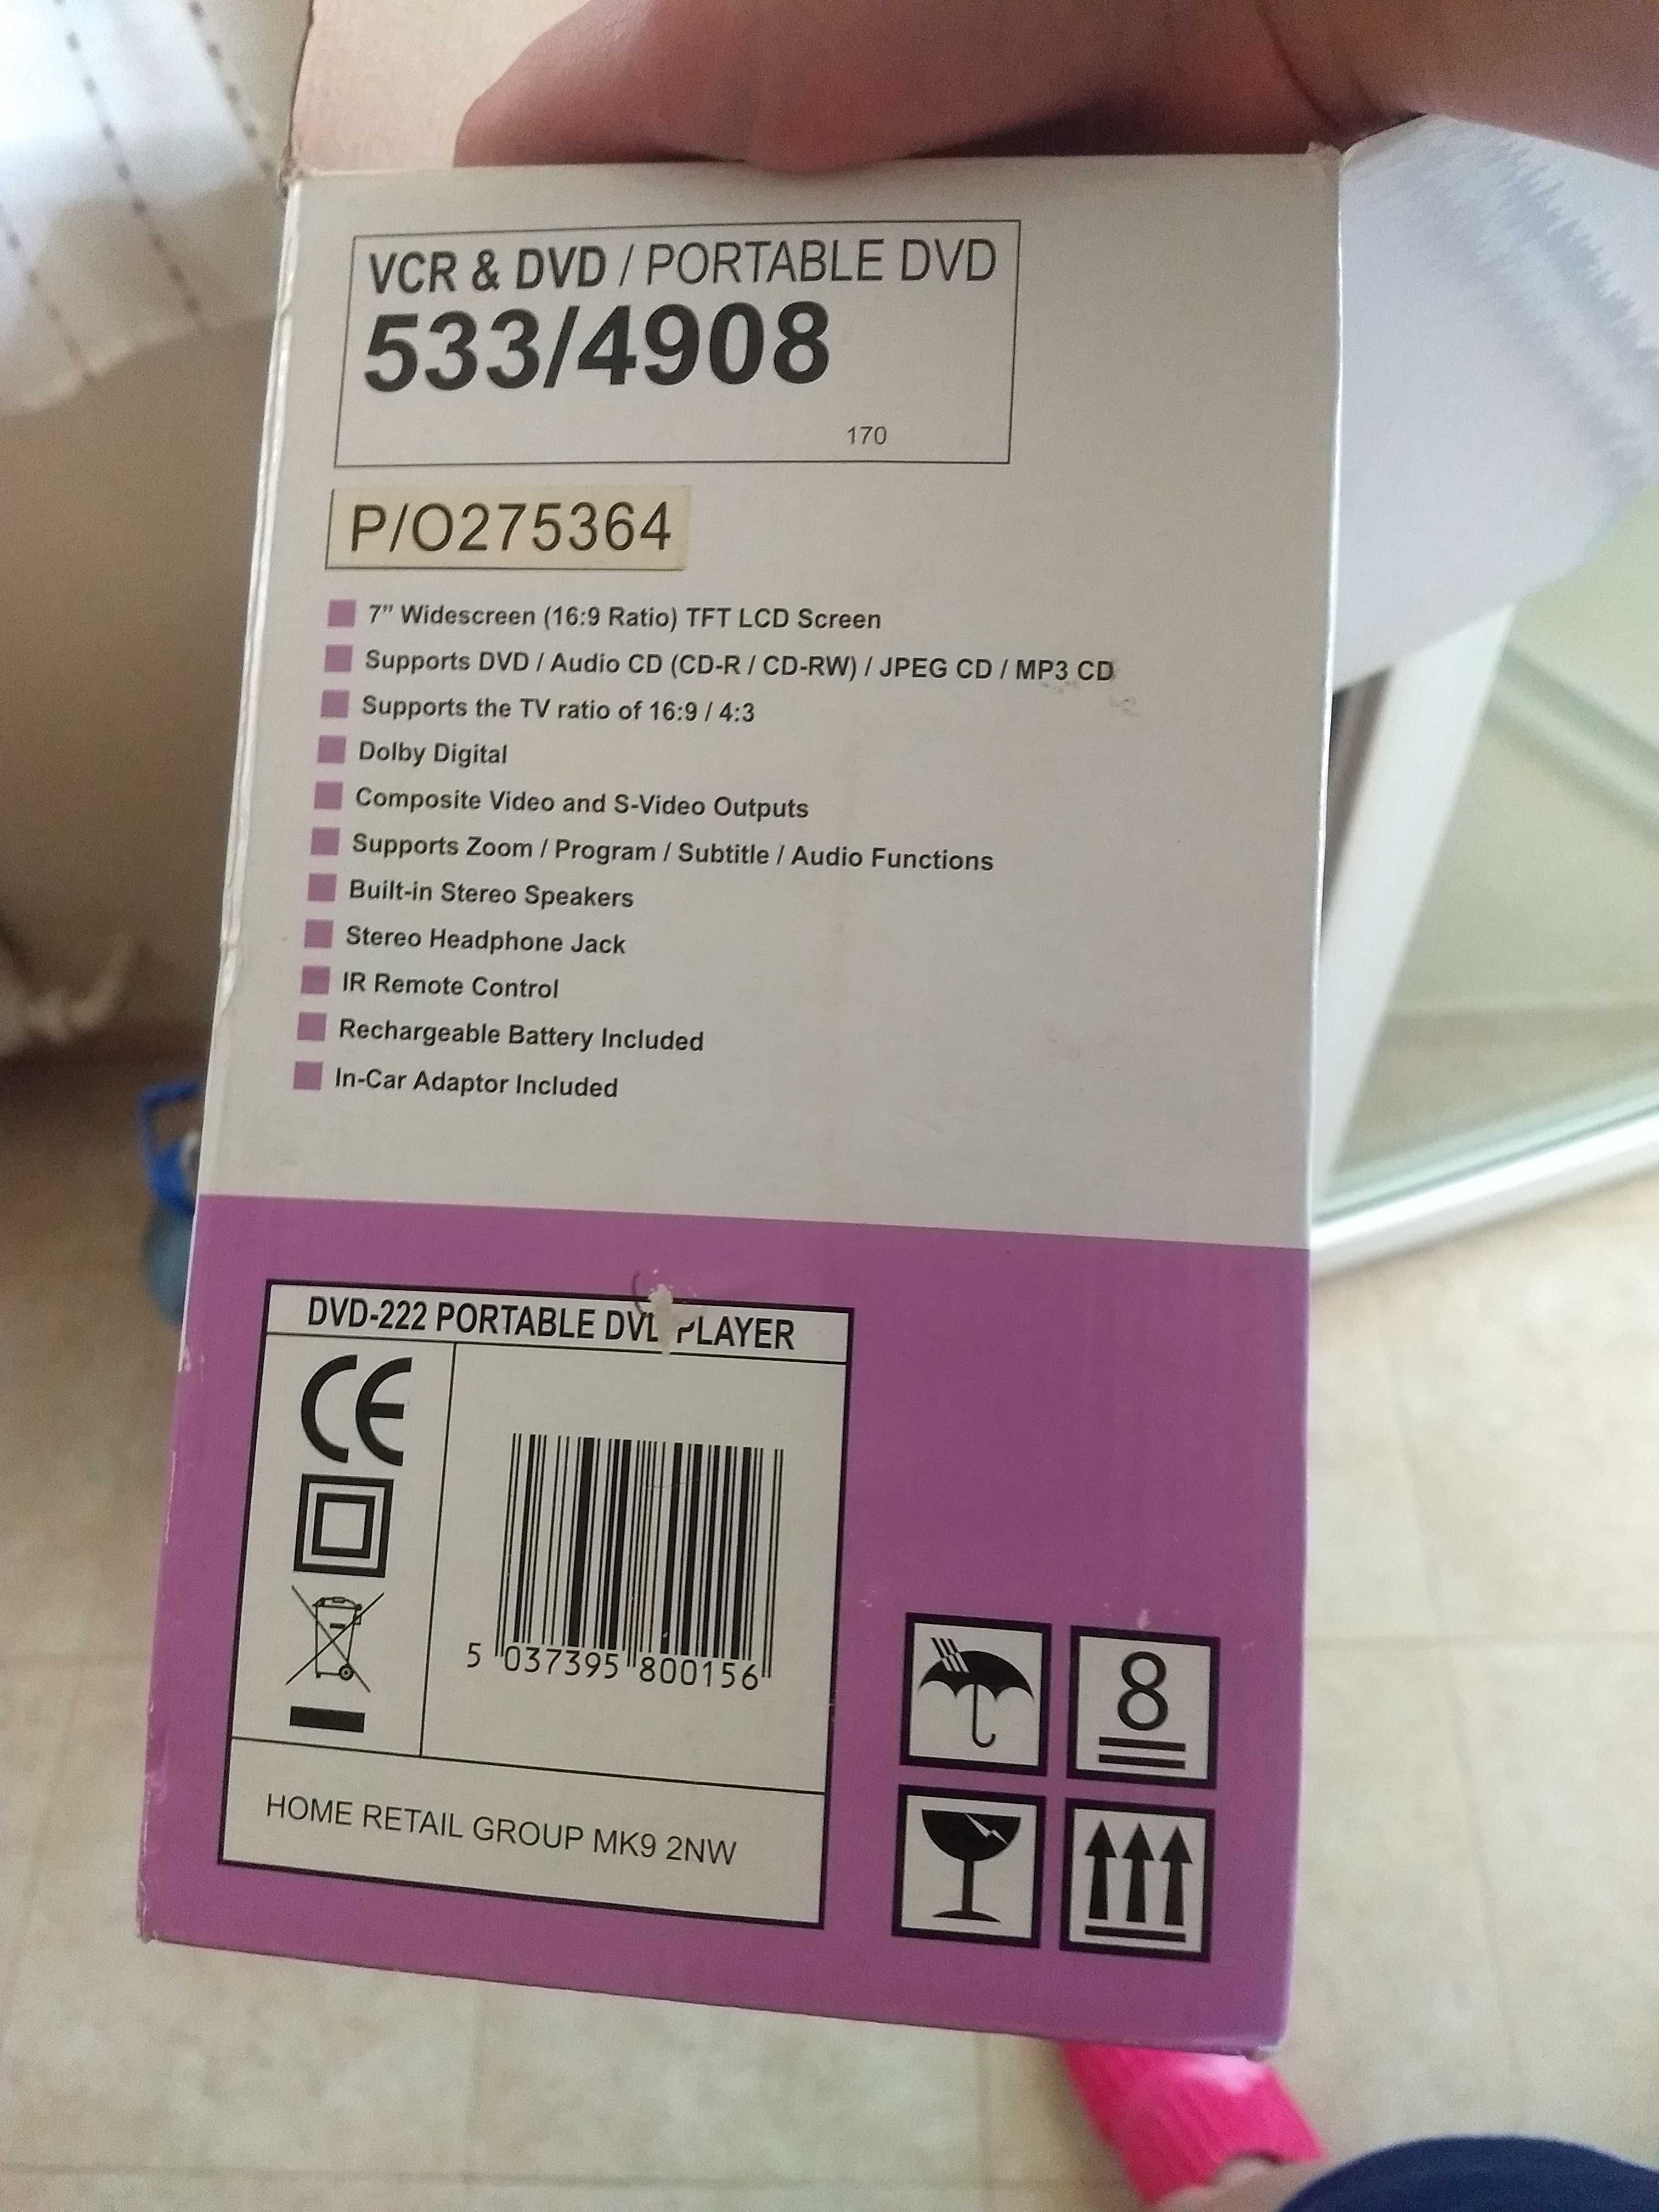 VCR & DVD / PORTABLE DVD
533/4908
170
P/O275364
7” Widescreen (16:9 Ratio) TFT LCD Screen
Supports DVD / Audio CD (CD-R / CD-RW) / JPEG CD / MP3 CD
Supports the TV ratio of 16:9 / 4:3
Dolby Digital
Composite Video and S-Video Outputs
Supports Zoom / Program / Subtitle / Audio Functions
Built-in Stereo Speakers
Stereo Headphone Jack
IR Remote Control
Rechargeable Battery Included
In-Car Adaptor Included
DVD-222 PORTABLE DVD PLAYER
CE
5 037395 800156
8
HOME RETAIL GROUP MK9 2NW